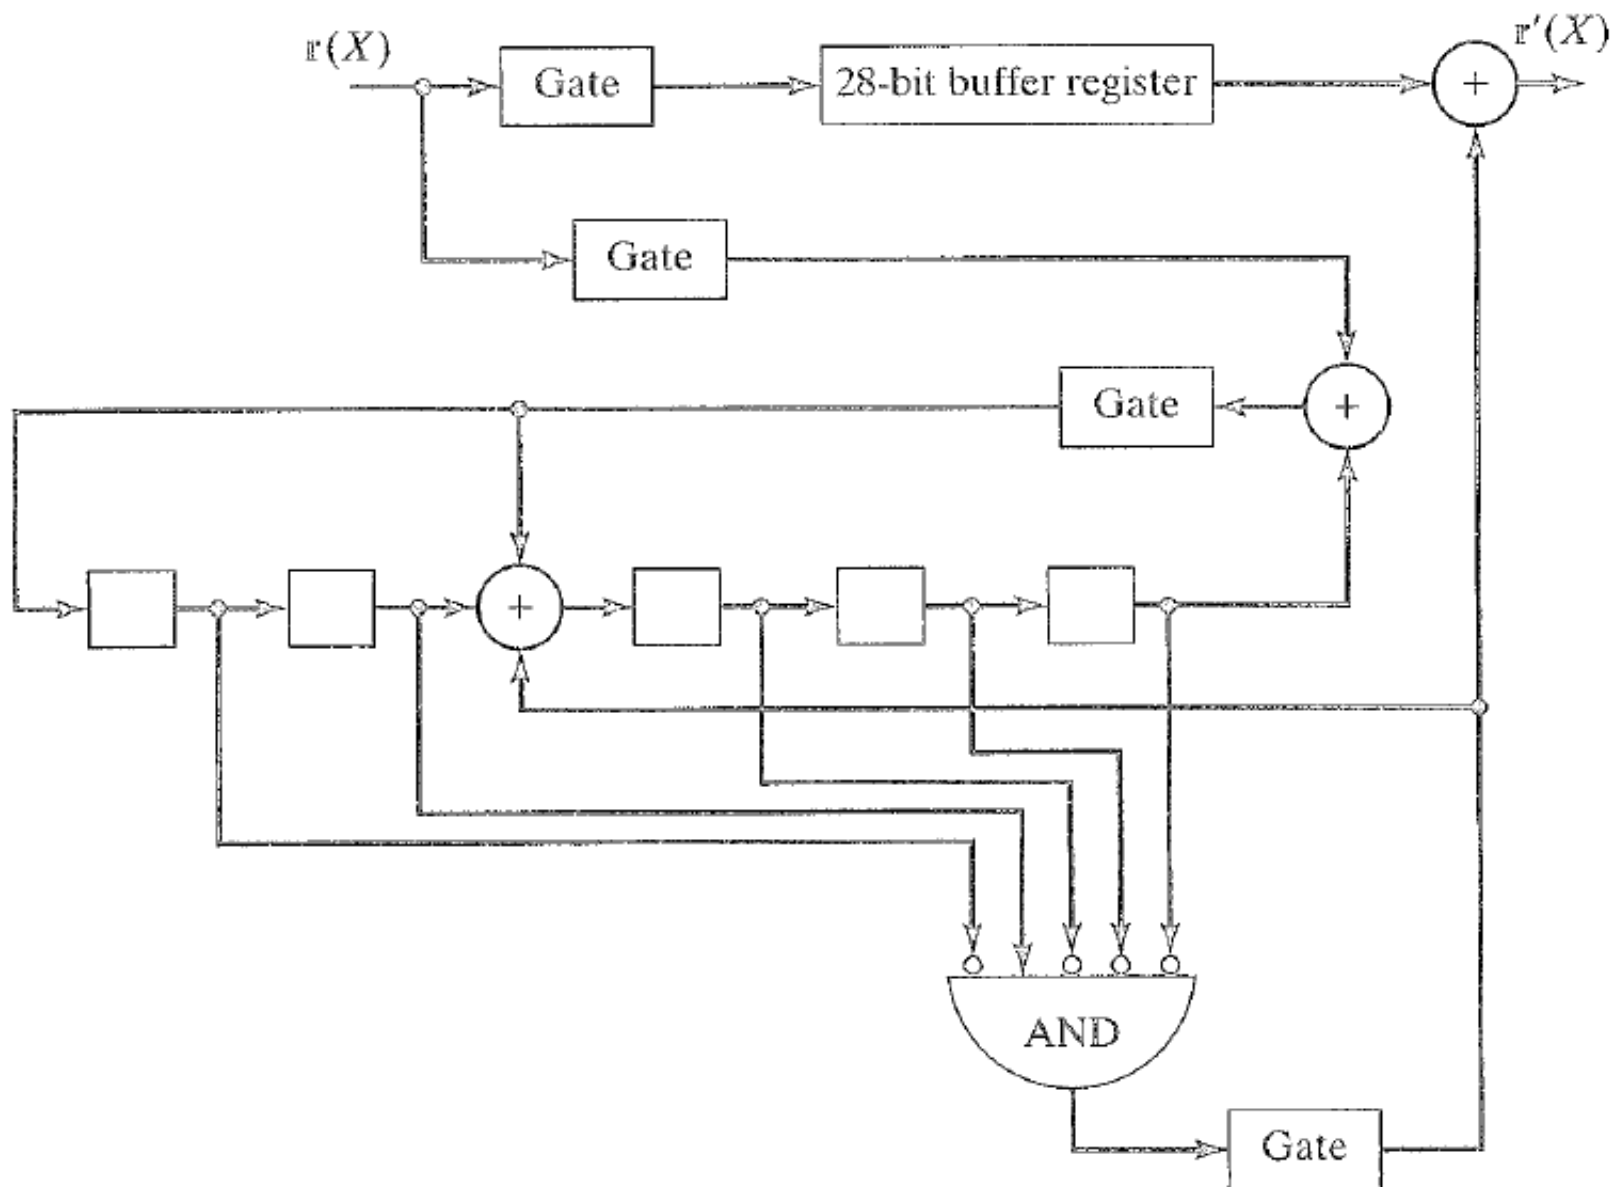 𝕣(X)
Gate
28-bit buffer register
+
𝕣′(X)
Gate
Gate
+
+
AND
Gate